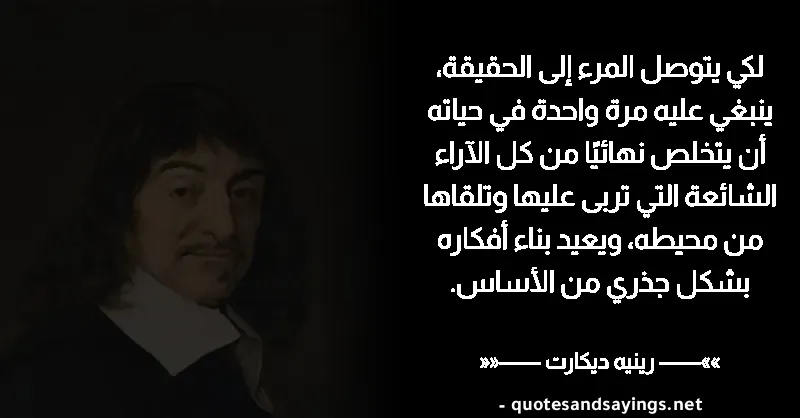 لكي يتوصل المرء إلى الحقيقة،
ينبغي عليه مرة واحدة في حياته
أن يتخلص نهائيًا من كل الآراء
الشائعة التي تربى عليها وتلقاها
من محيطه، ويعيد بناء أفكاره
بشكل جذري من الأساس.
»»—— رينيه ديكارت ——««
- quotesandsayings.net